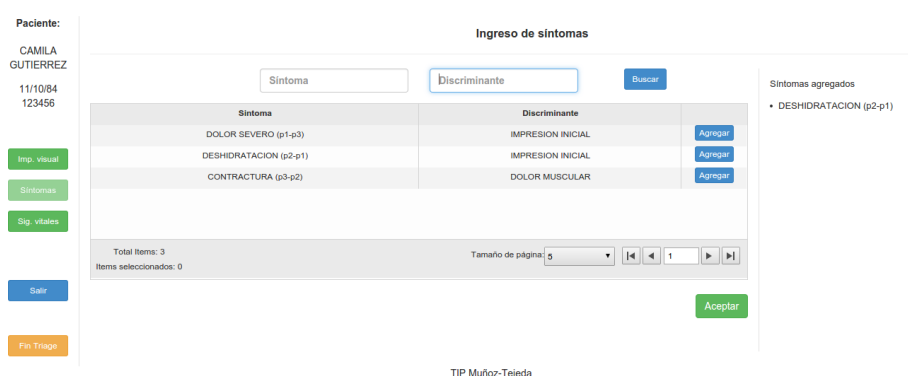 Paciente:
CAMILA
GUTIERREZ
11/10/84
123456
Imp. visual
Síntomas
Sig. vitales
Salir
Fin Triage
Ingreso de síntomas
Síntoma Discriminante Buscar
Síntoma Discriminante
DOLOR SEVERO (p1-p3) IMPRESION INICIAL Agregar
DESHIDRATACION (p2-p1) IMPRESION INICIAL Agregar
CONTRACTURA (p3-p2) DOLOR MUSCULAR Agregar
Total Items: 3
Items seleccionados: 0
Tamaño de página: 5 1
Aceptar
Síntomas agregados
• DESHIDRATACION (p2-p1)
TIP Muñoz-Tejeda